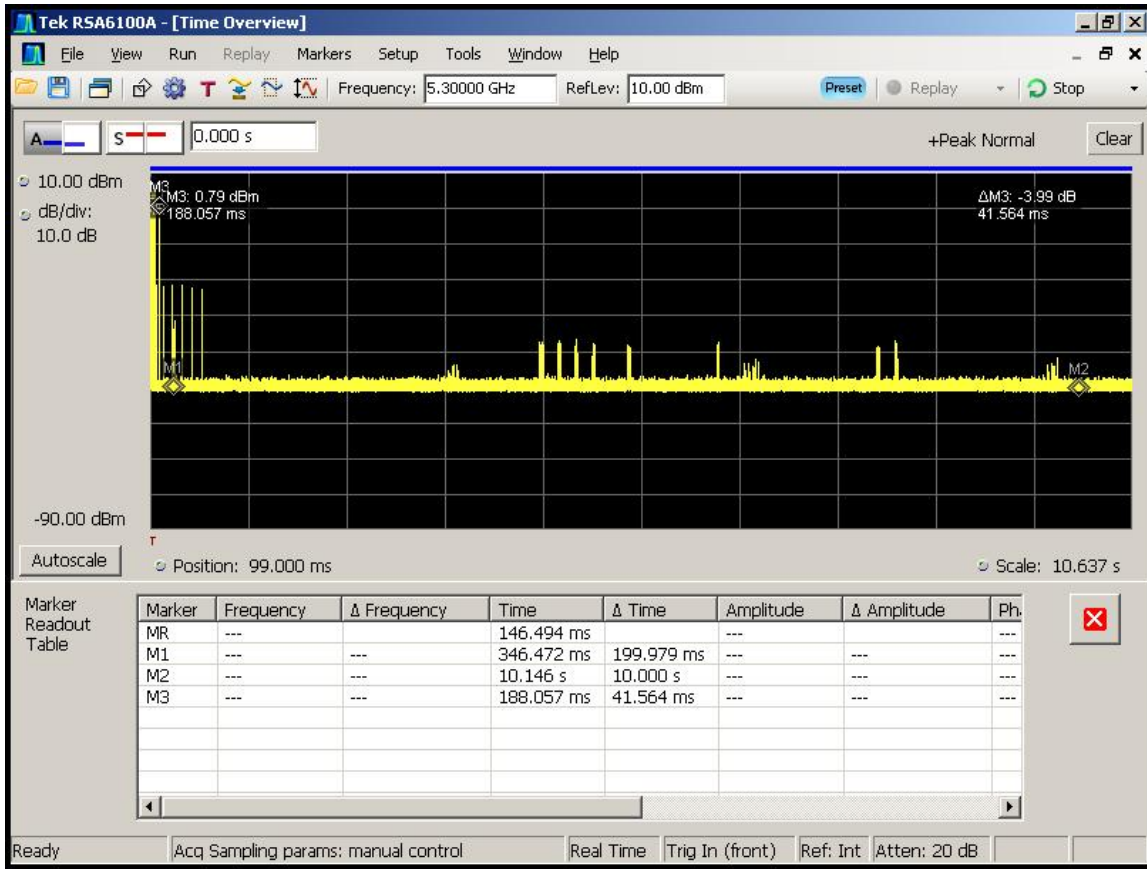 Tek RSA6100A - [Time Overview]
File View Run Replay Markers Setup Tools Window Help
Frequency: 5.30000 GHz RefLev: 10.00 dBm Preset Replay Stop
A S 0.000 s +Peak Normal Clear
10.00 dBm
dB/div:
10.0 dB
M3
M3: 0.79 dBm
188.057 ms
ΔM3: -3.99 dB
41.564 ms
M1
M2
-90.00 dBm
T
Autoscale Position: 99.000 ms Scale: 10.637 s
Marker
Readout
Table
Marker Frequency Δ Frequency Time Δ Time Amplitude Δ Amplitude Ph
MR --- 146.494 ms --- ---
M1 --- --- 346.472 ms 199.979 ms --- --- ---
M2 --- --- 10.146 s 10.000 s --- --- ---
M3 --- --- 188.057 ms 41.564 ms --- --- ---
Ready Acq Sampling params: manual control Real Time Trig In (front) Ref: Int Atten: 20 dB